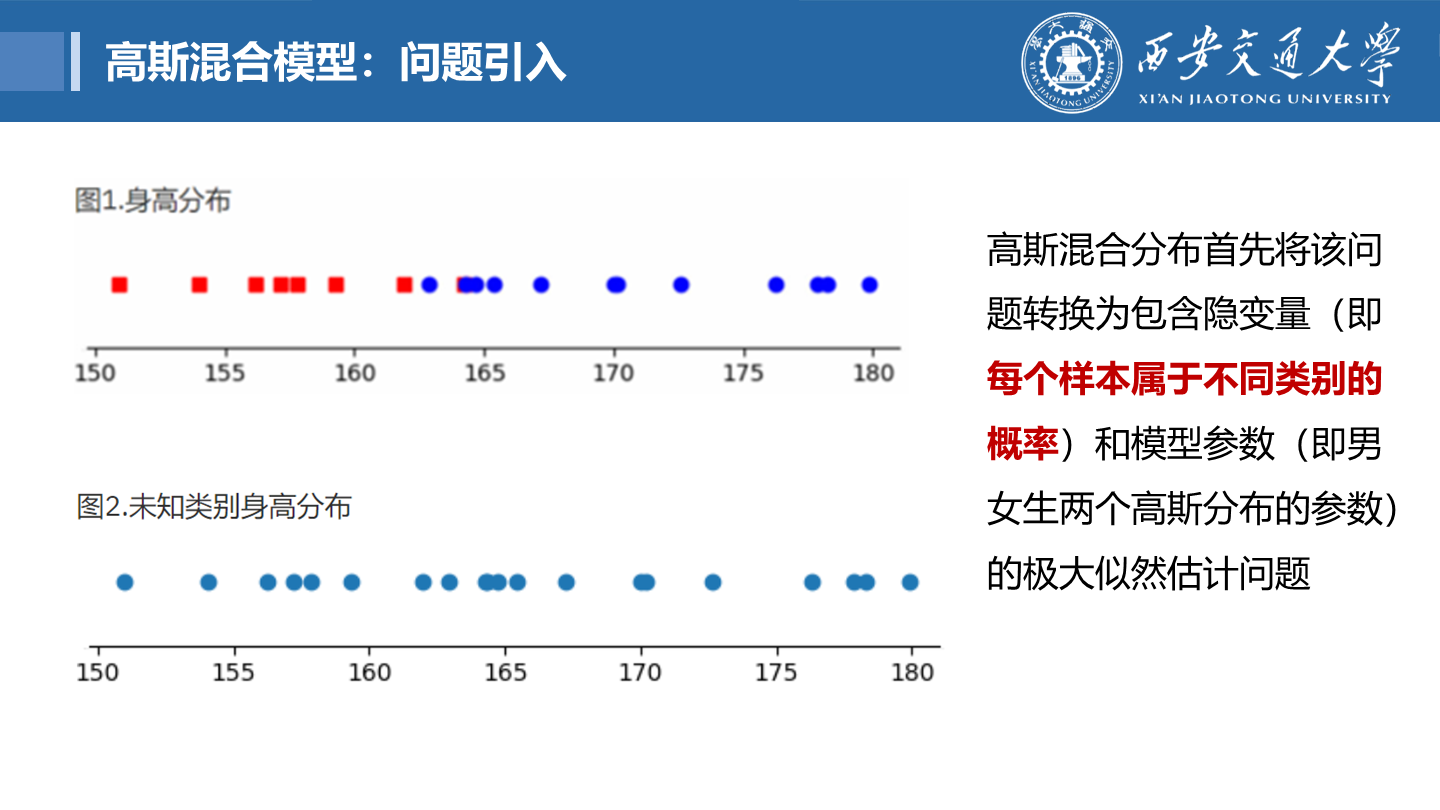 高斯混合模型：问题引入
西安交通大学
XI'AN JIAOTONG UNIVERSITY
XI'AN JIAOTONG UNIVERSITY
1896
图1.身高分布
150 155 160 165 170 175 180
图2.未知类别身高分布
150 155 160 165 170 175 180
高斯混合分布首先将该问
题转换为包含隐变量（即
每个样本属于不同类别的
概率）和模型参数（即男
女生两个高斯分布的参数）
的极大似然估计问题